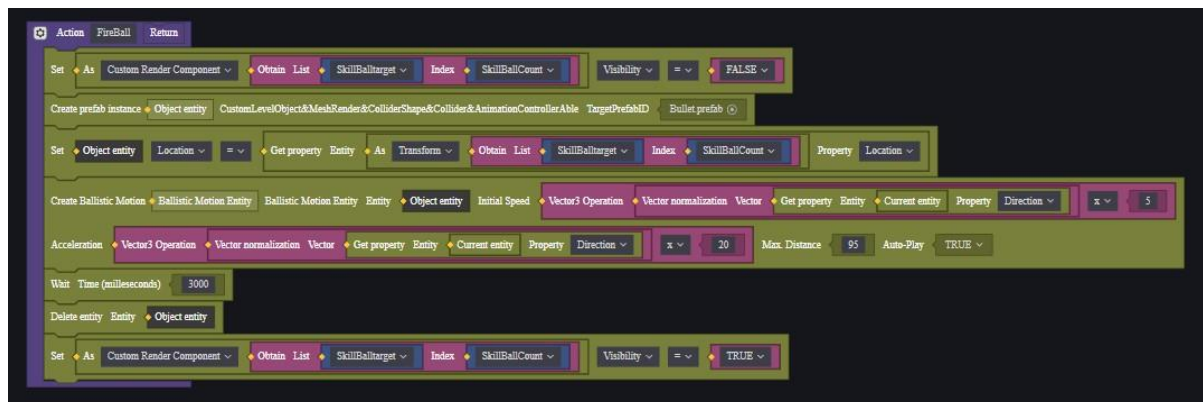 Action FireBall Return
Set As Custom Render Component Obtain List SkillBalltarget Index SkillBallCount Visibility = FALSE
Create prefab instance Object entity CustomLevelObject&MeshRender&ColliderShape&Collider&AnimationControllerAble TargetPrefabID Bullet.prefab
Set Object entity Location = Get property Entity As Transform Obtain List SkillBalltarget Index SkillBallCount Property Location
Create Ballistic Motion Ballistic Motion Entity Ballistic Motion Entity Entity Object entity Initial Speed Vector3 Operation Vector normalization Vector Get property Entity Current entity Property Direction x 5
Acceleration Vector3 Operation Vector normalization Vector Get property Entity Current entity Property Direction x 20 Max. Distance 95 Auto-Play TRUE
Wait Time (milleseconds) 3000
Delete entity Entity Object entity
Set As Custom Render Component Obtain List SkillBalltarget Index SkillBallCount Visibility = TRUE